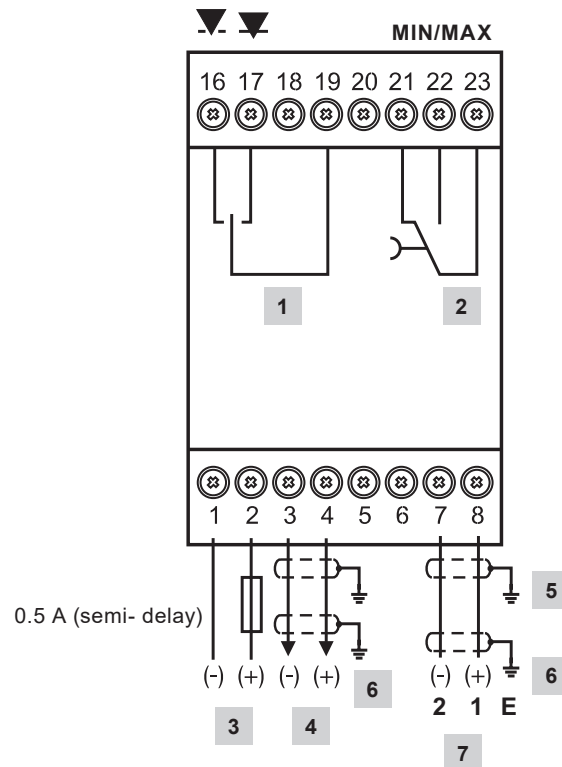 MIN/MAX
16 17 18 19 20 21 22 23
1
2
1 2 3 4 5 6 7 8
5
0.5 A (semi- delay)
(-) (+) (-) (+) 6 (-) (+) 6
2 1 E
3 4
7